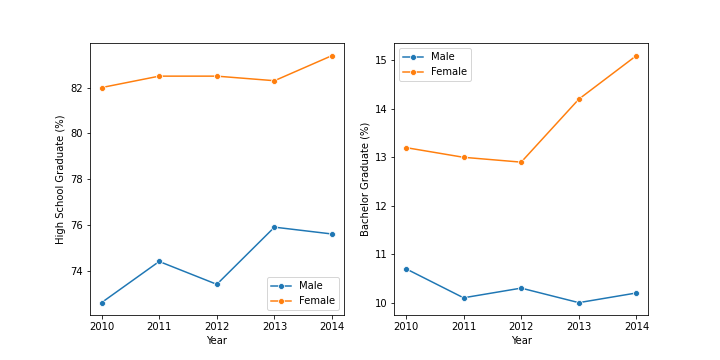 High School Graduate (%)
82
80
78
76
74
2010 2011 2012 2013 2014
Year
Male
Female
Bachelor Graduate (%)
15
14
13
12
11
10
2010 2011 2012 2013 2014
Year
Male
Female